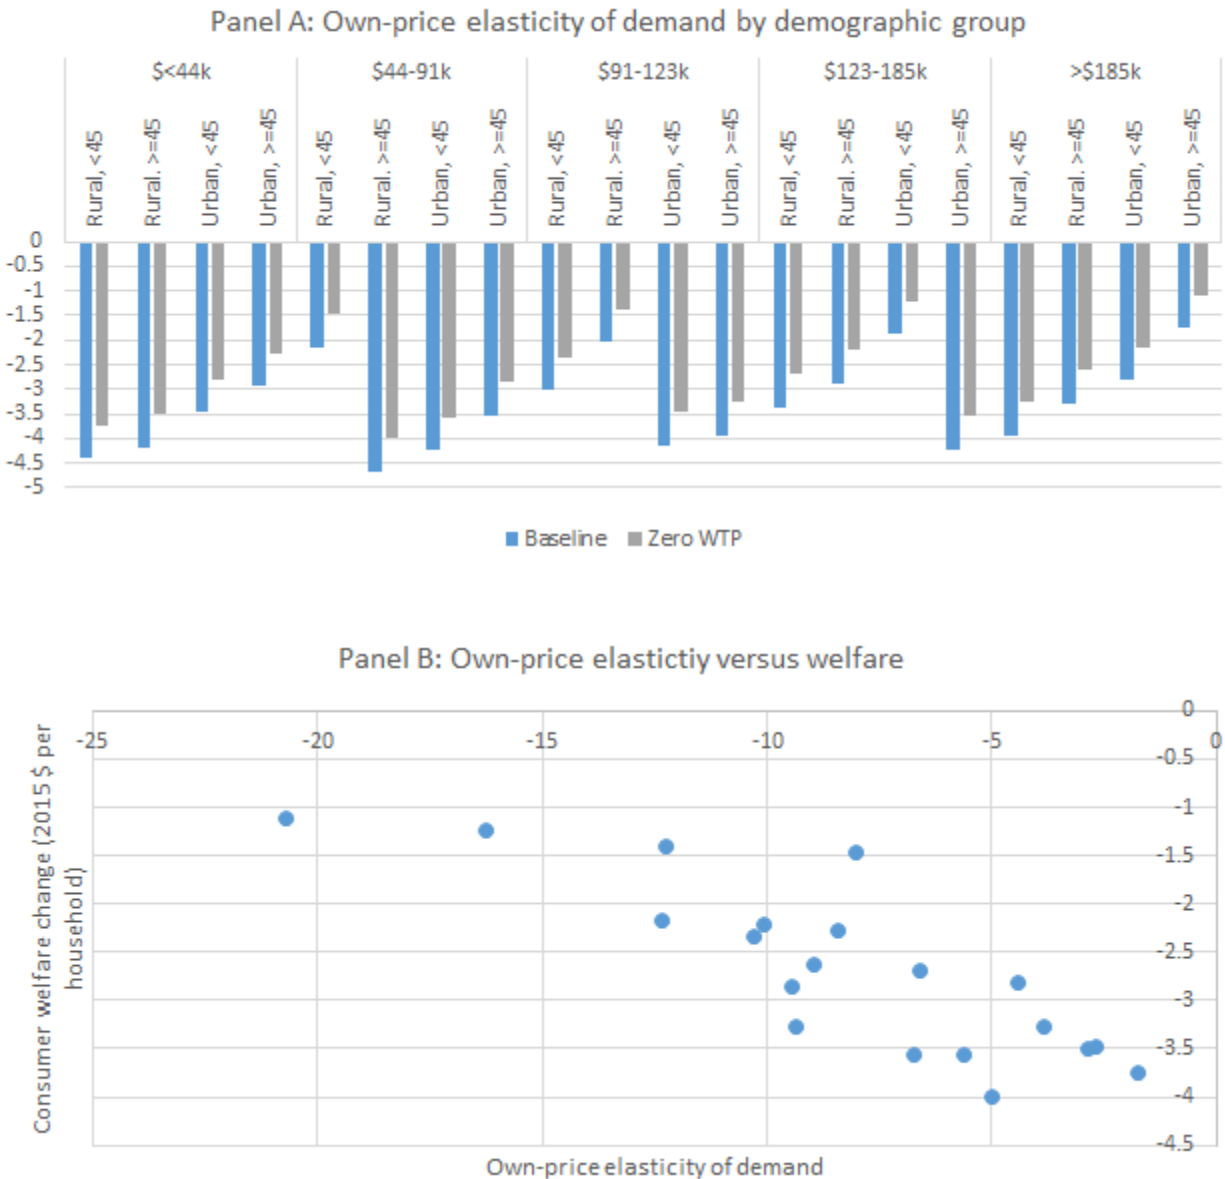 Panel A: Own-price elasticity of demand by demographic group
$<44k $44-91k $91-123k $123-185k >$185k
Rural, <45 Rural. >=45 Urban, <45 Urban, >=45 Rural, <45 Rural. >=45 Urban, <45 Urban, >=45 Rural, <45 Rural. >=45 Urban, <45 Urban, >=45 Rural, <45 Rural. >=45 Urban, <45 Urban, >=45 Rural, <45 Rural. >=45 Urban, <45 Urban, >=45
0
-0.5
-1
-1.5
-2
-2.5
-3
-3.5
-4
-4.5
-5
Baseline Zero WTP
Panel B: Own-price elastictiy versus welfare
Consumer welfare change (2015 $ per
household)
-25 -20 -15 -10 -5 0
0
-0.5
-1
-1.5
-2
-2.5
-3
-3.5
-4
-4.5
Own-price elasticity of demand